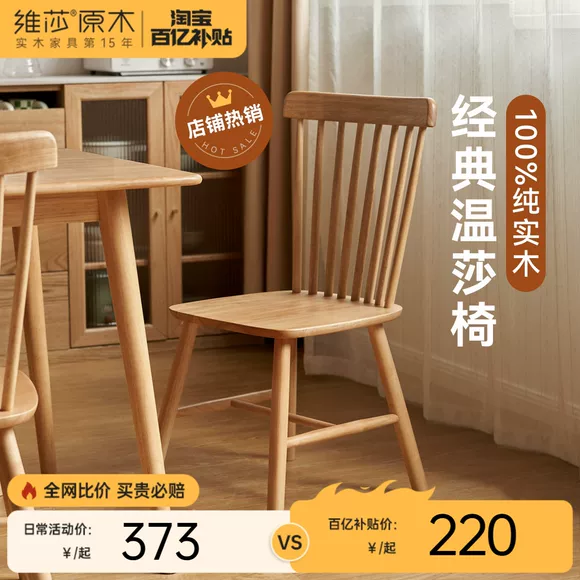 维莎®原木
实木家具第15年
淘宝
百亿补贴
店铺热销
HOT SALE
经典温莎椅
100%纯实木
全网比价 买贵必赔
日常活动价:
¥/起
373
VS
百亿补贴价:
¥/起
220